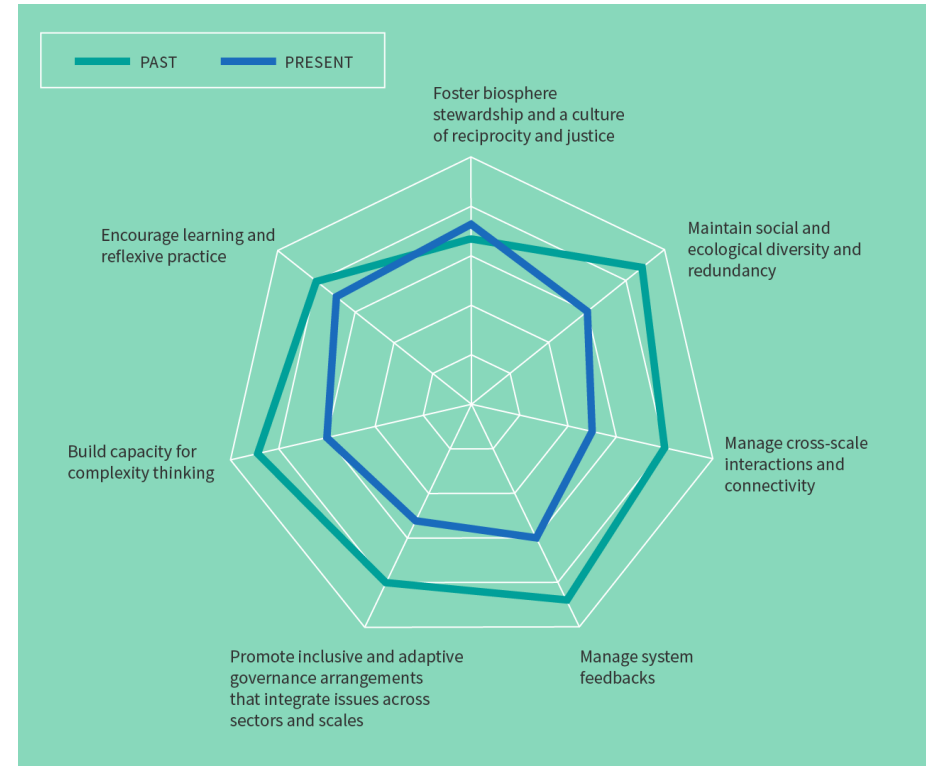 PAST
PRESENT
Foster biosphere
stewardship and a culture
of reciprocity and justice
Maintain social and
ecological diversity and
redundancy
Encourage learning and
reflexive practice
Manage cross-scale
interactions and
connectivity
Build capacity for
complexity thinking
Promote inclusive and adaptive
governance arrangements
that integrate issues across
sectors and scales
Manage system
feedbacks